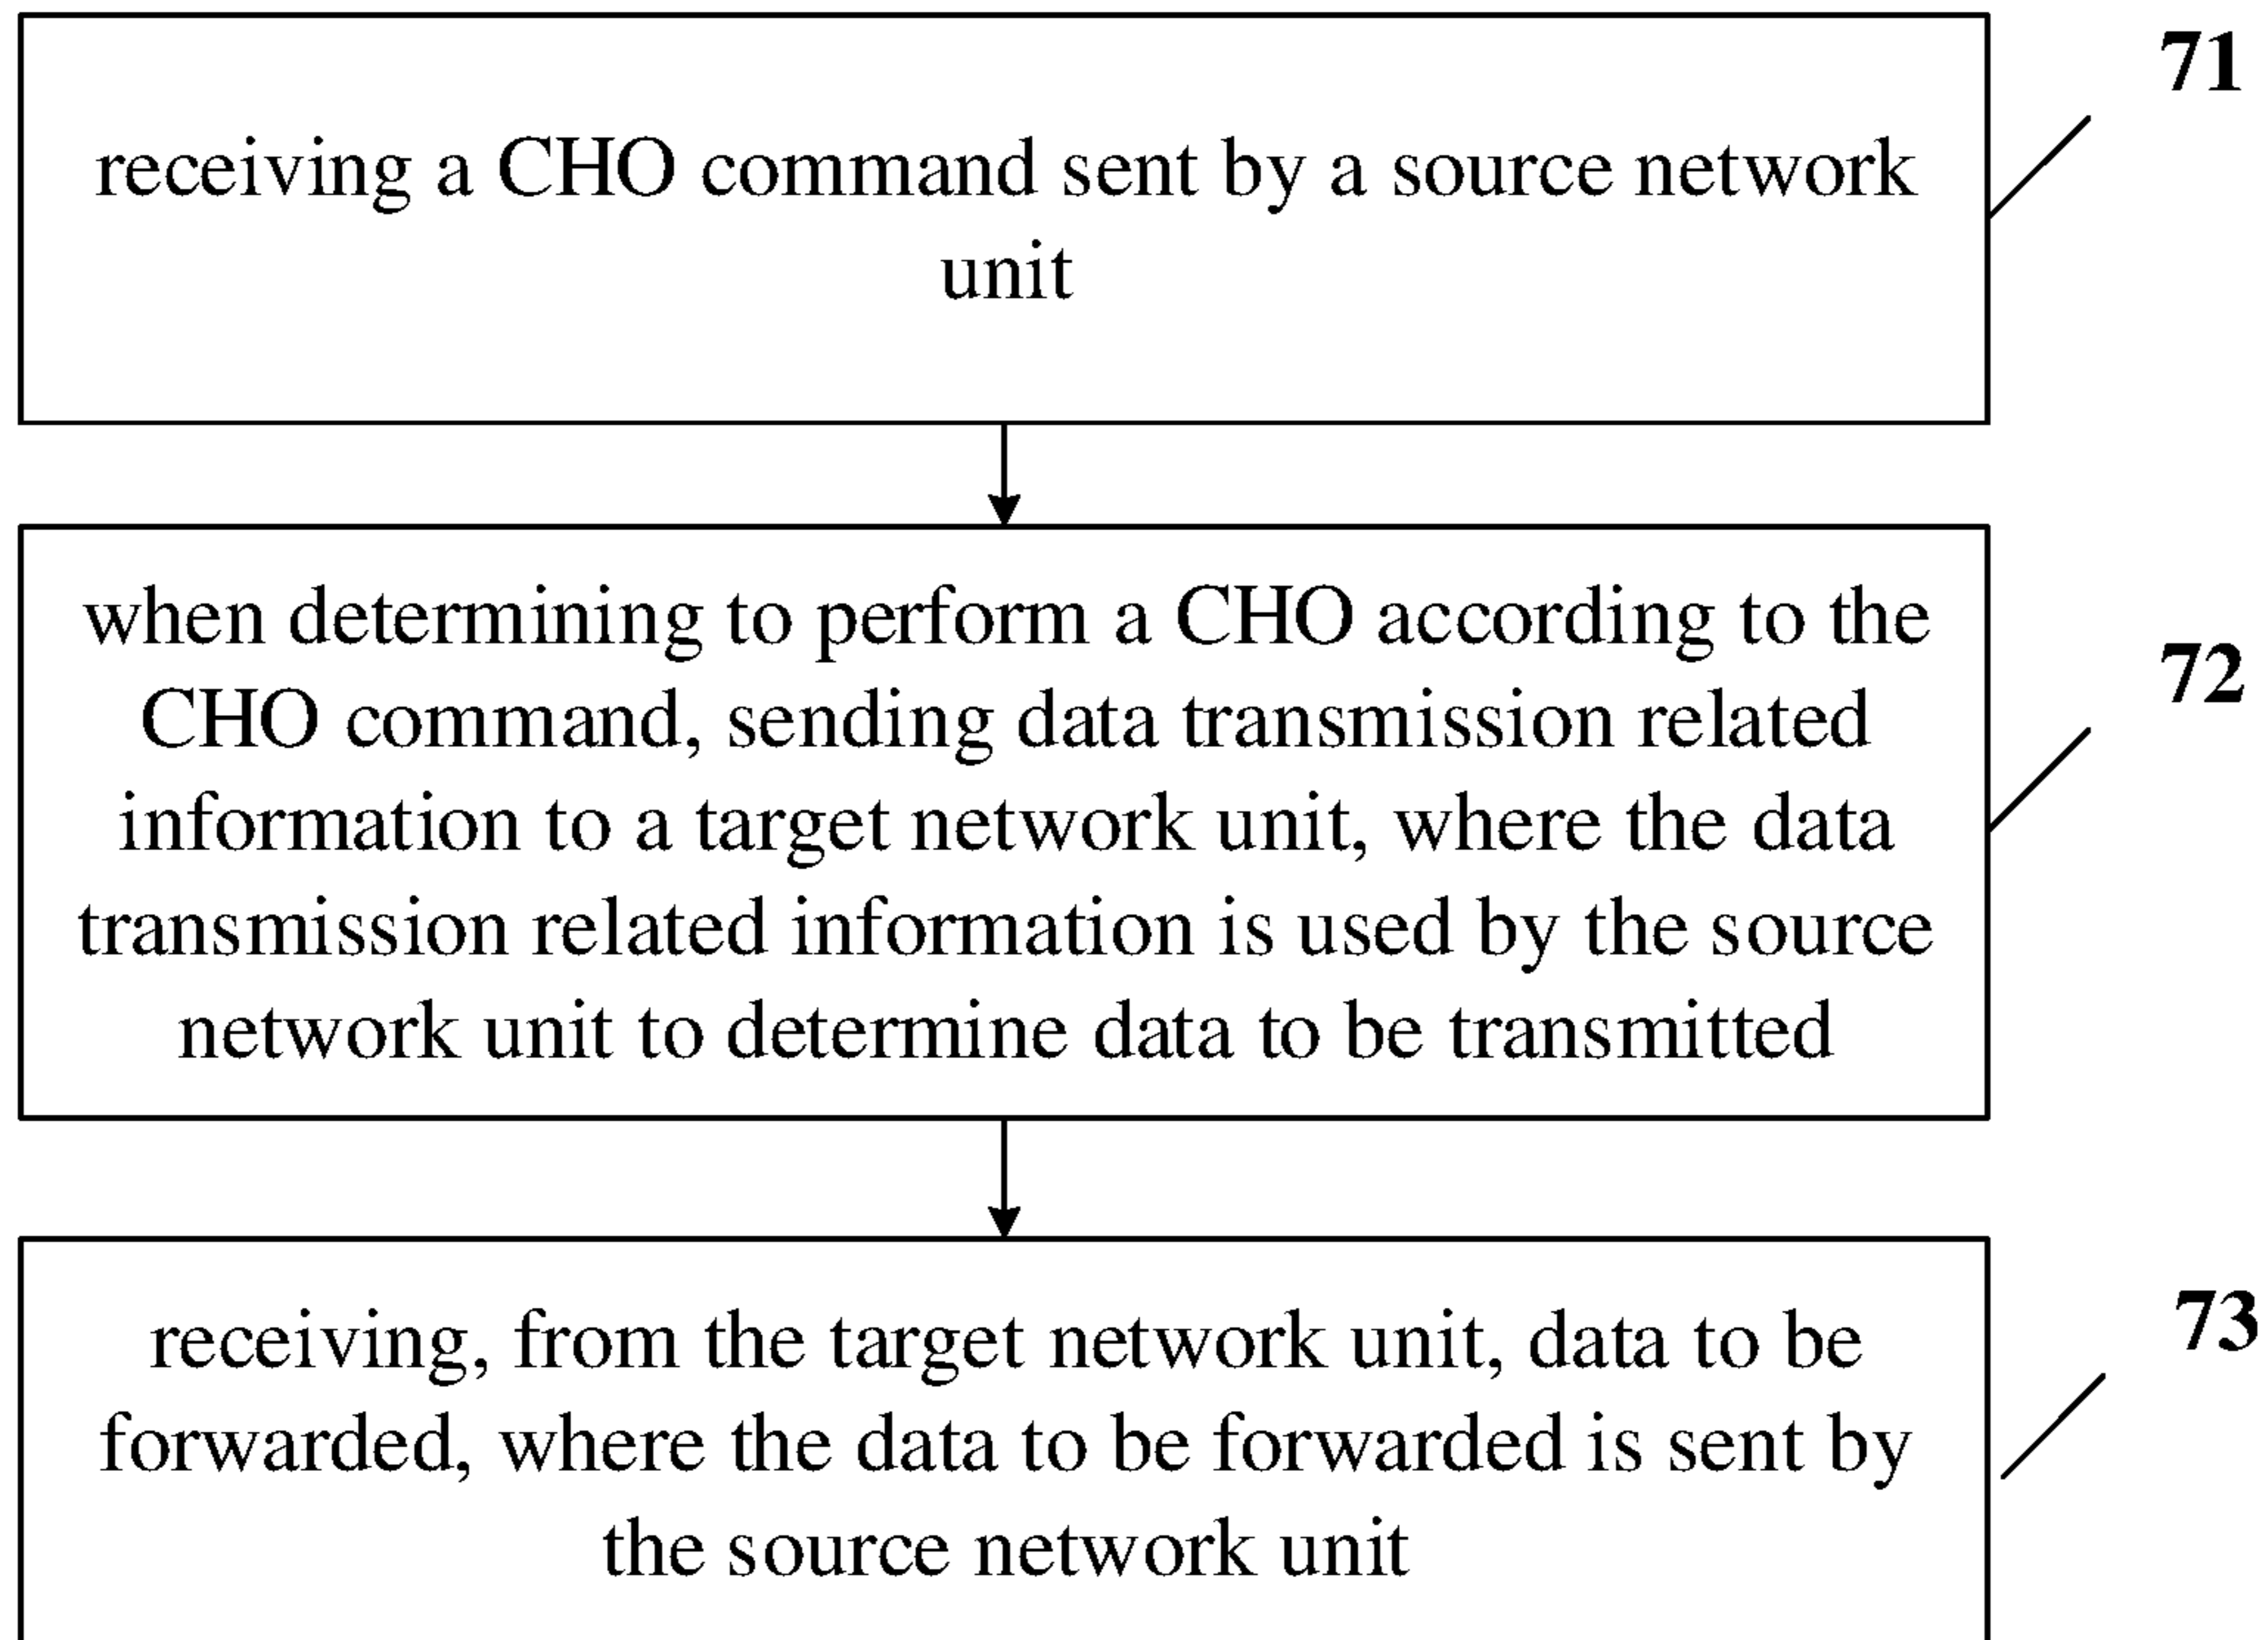 71
receiving a CHO command sent by a source network
unit
72
when determining to perform a CHO according to the
CHO command, sending data transmission related
information to a target network unit, where the data
transmission related information is used by the source
network unit to determine data to be transmitted
73
receiving, from the target network unit, data to be
forwarded, where the data to be forwarded is sent by
the source network unit